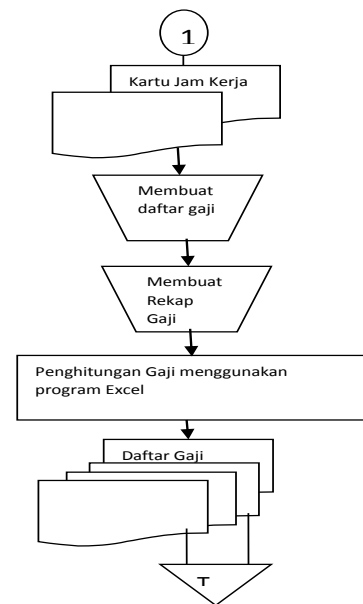 1
Kartu Jam Kerja
Membuat
daftar gaji
Membuat
Rekap
Gaji
Penghitungan Gaji menggunakan
program Excel
Daftar Gaji
T